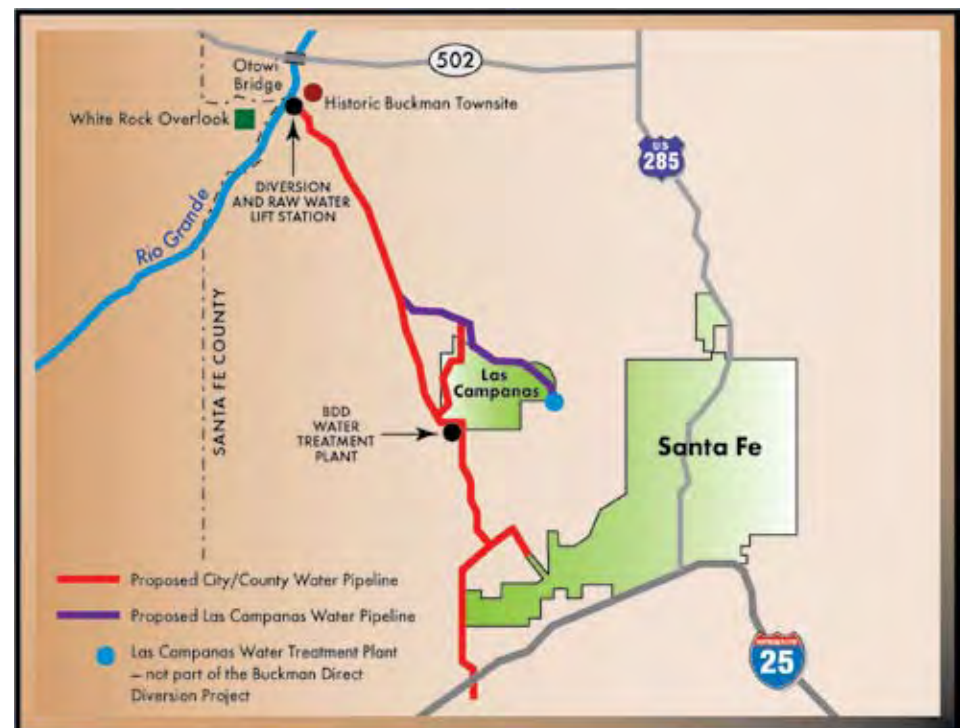 502
Otowi
Bridge
Historic Buckman Townsite
White Rock Overlook
US
285
DIVERSION
AND RAW WATER
LIFT STATION
Rio Grande
SANTA FE COUNTY
Las
Campanas
BDD
WATER
TREATMENT
PLANT
Santa Fe
Proposed City/County Water Pipeline
Proposed Las Campanas Water Pipeline
Las Campanas Water Treatment Plant
– not part of the Buckman Direct
Diversion Project
INTERSTATE
25